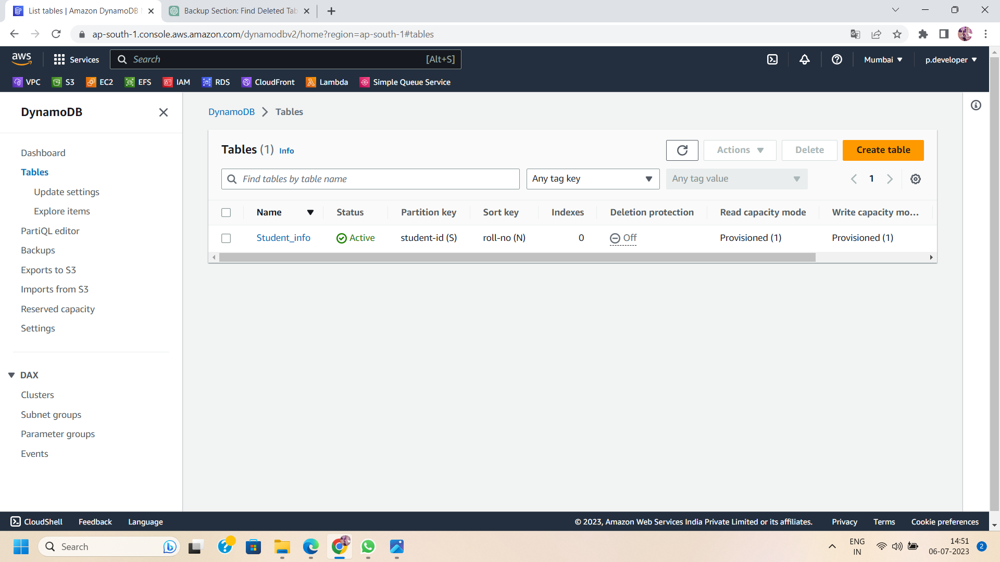 List tables | Amazon DynamoDB
Backup Section: Find Deleted Tab
ap-south-1.console.aws.amazon.com/dynamodbv2/home?region=ap-south-1#tables
aws
Services
Search
[Alt+S]
Mumbai
p.developer
VPC
S3
EC2
EFS
IAM
RDS
CloudFront
Lambda
Simple Queue Service
DynamoDB
Dashboard
Tables
Update settings
Explore items
PartiQL editor
Backups
Exports to S3
Imports from S3
Reserved capacity
Settings
DAX
Clusters
Subnet groups
Parameter groups
Events
DynamoDB > Tables
Tables (1) Info
Actions
Delete
Create table
Find tables by table name
Any tag key
Any tag value
1
Name Status Partition key Sort key Indexes Deletion protection Read capacity mode Write capacity mo...
Student_info Active student-id (S) roll-no (N) 0 Off Provisioned (1) Provisioned (1)
CloudShell Feedback Language © 2023, Amazon Web Services India Private Limited or its affiliates. Privacy Terms Cookie preferences
Search
ENG
IN
14:51
06-07-2023
2